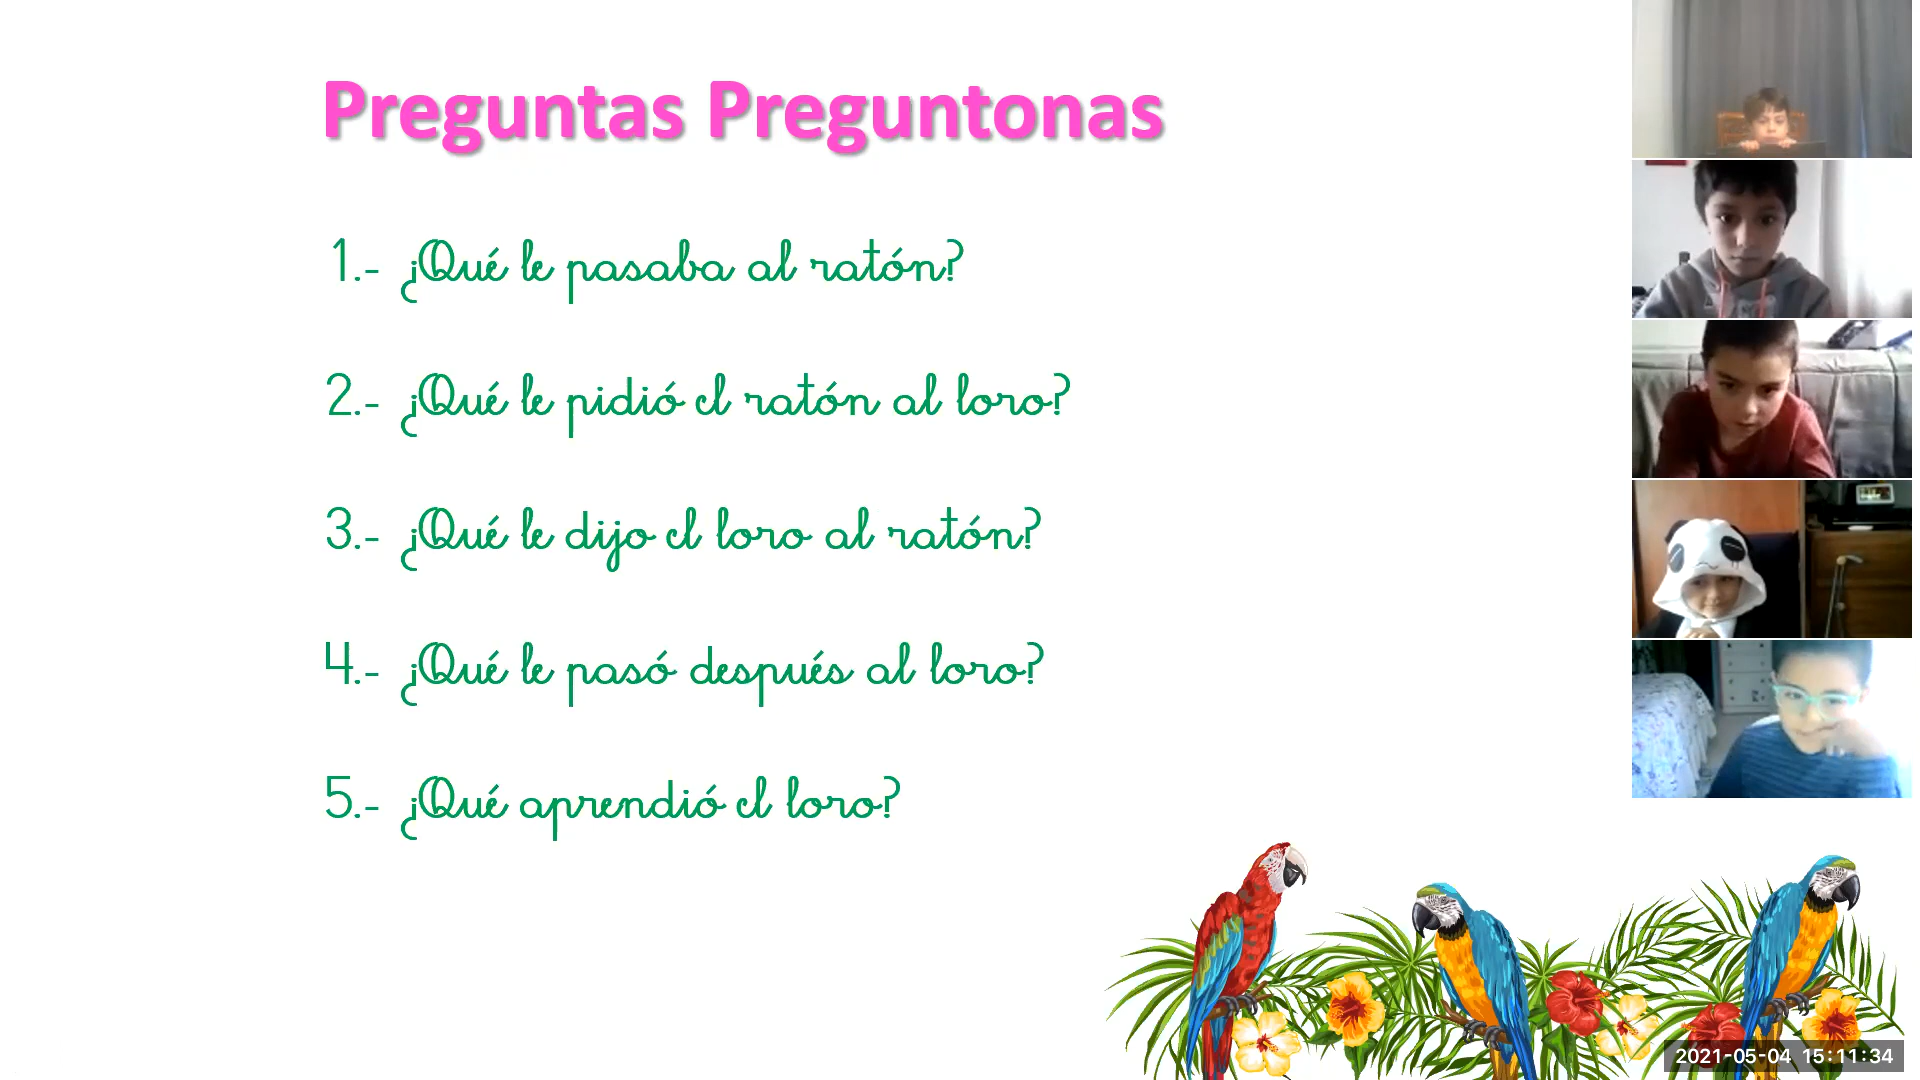 Preguntas Preguntonas
1.- ¿Qué le pasaba al ratón?
2.- ¿Qué le pidió el ratón al loro?
3.- ¿Qué le dijo el loro al ratón?
4.- ¿Qué le pasó después al loro?
5.- ¿Qué aprendió el loro?
2021-05-04 15:11:34